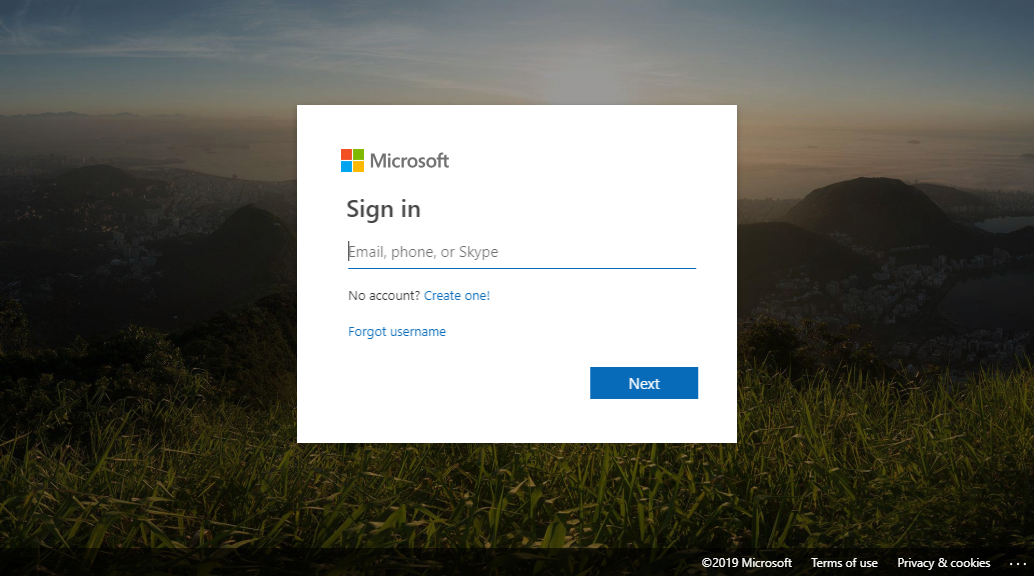 Microsoft
Sign in
Email, phone, or Skype
No account? Create one!
Forgot username
Next
©2019 Microsoft Terms of use Privacy & cookies ...